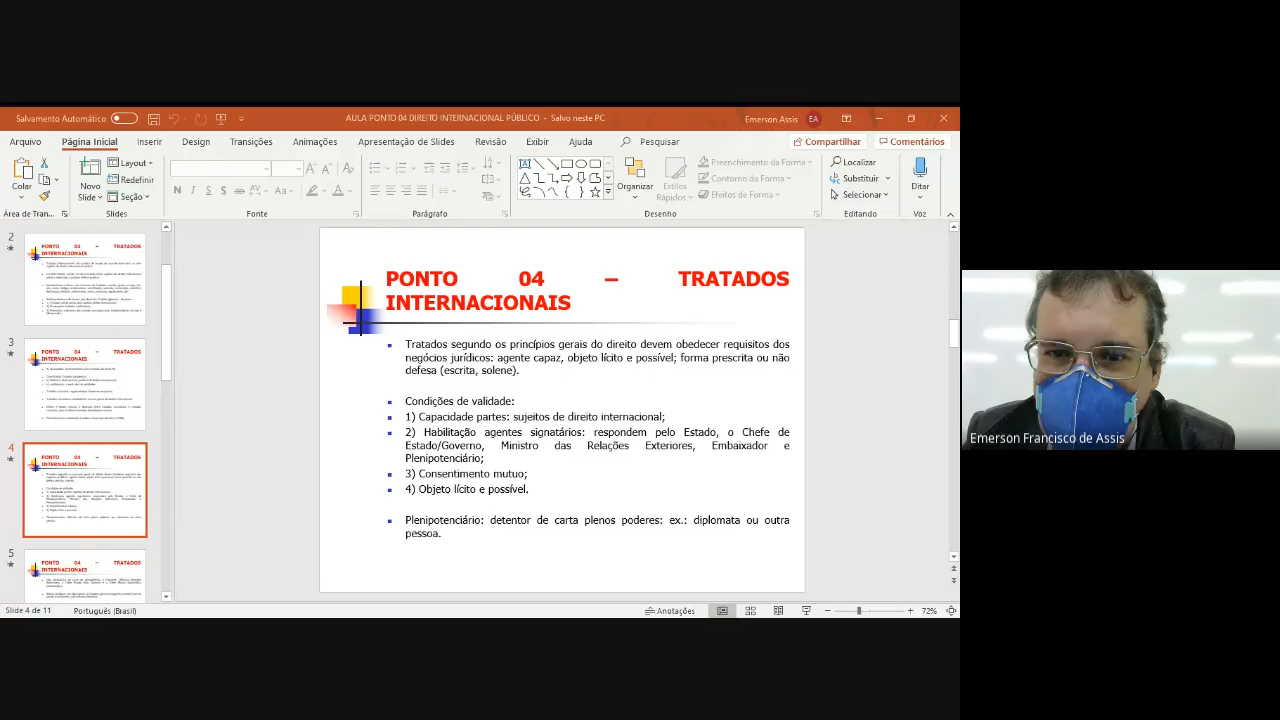 Salvamento Automático
AULA PONTO 04 DIREITO INTERNACIONAL PÚBLICO - Salvo neste PC
Emerson Assis
EA
Arquivo
Página Inicial
Inserir
Design
Transições
Animações
Apresentação de Slides
Revisão
Exibir
Ajuda
Pesquisar
Compartilhar
Comentários
Colar
Novo
Slide
Layout
Redefinir
Seção
Organizar
Estilos
Rápidos
Preenchimento da Forma
Contorno da Forma
Efeitos de Forma
Localizar
Substituir
Selecionar
Ditar
Área de Tran...
Slides
Fonte
Parágrafo
Desenho
Editando
Voz
2
PONTO 04 – TRATADOS
INTERNACIONAIS
3
PONTO 04 – TRATADOS
INTERNACIONAIS
4
PONTO 04 – TRATADOS
INTERNACIONAIS
5
PONTO 04 – TRATADOS
INTERNACIONAIS
PONTO 04 – TRATADOS
INTERNACIONAIS
Tratados segundo os princípios gerais do direito devem obedecer requisitos dos
negócios jurídicos: agente capaz, objeto lícito e possível; forma prescrita ou não
defesa (escrita, solene).
Condições de validade:
1) Capacidade partes: sujeitos de direito internacional;
2) Habilitação agentes signatários: respondem pelo Estado, o Chefe de
Estado/Governo, Ministro das Relações Exteriores, Embaixador e
Plenipotenciário;
3) Consentimento mútuo;
4) Objeto lícito e possível.
Plenipotenciário: detentor de carta plenos poderes: ex.: diplomata ou outra
pessoa.
Emerson Francisco de Assis
Slide 4 de 11
Português (Brasil)
Anotações
72%